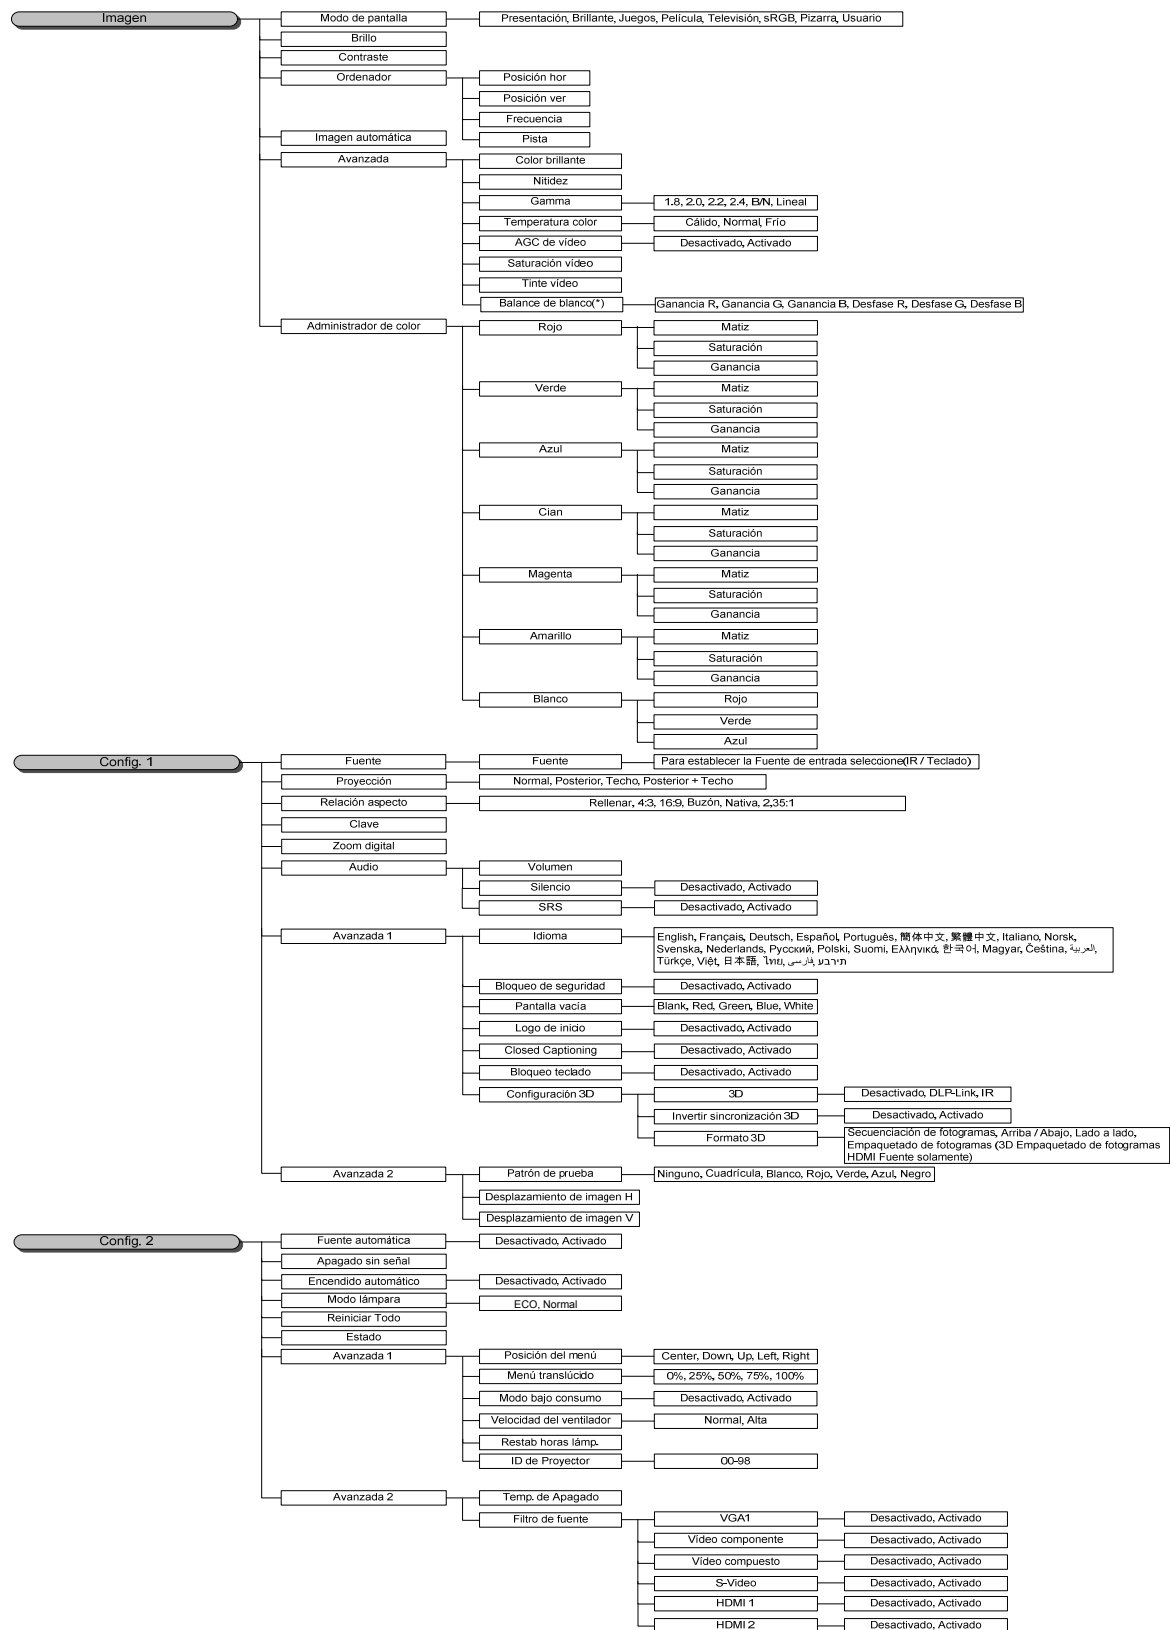 Imagen
Modo de pantalla
Presentación, Brillante, Juegos, Película, Televisión, sRGB, Pizarra, Usuario
Brillo
Contraste
Ordenador
Posición hor
Posición ver
Frecuencia
Pista
Imagen automática
Avanzada
Color brillante
Nitidez
Gamma
1.8, 2.0, 2.2, 2.4, B/N, Lineal
Temperatura color
Cálido, Normal, Frío
AGC de vídeo
Desactivado, Activado
Saturación vídeo
Tinte vídeo
Balance de blanco(*)
Ganancia R, Ganancia G, Ganancia B, Desfase R, Desfase G, Desfase B
Administrador de color
Rojo
Matiz
Saturación
Ganancia
Verde
Matiz
Saturación
Ganancia
Azul
Matiz
Saturación
Ganancia
Cian
Matiz
Saturación
Ganancia
Magenta
Matiz
Saturación
Ganancia
Amarillo
Matiz
Saturación
Ganancia
Blanco
Rojo
Verde
Azul
Config. 1
Fuente
Fuente
Para establecer la Fuente de entrada seleccione(IR / Teclado)
Proyección
Normal, Posterior, Techo, Posterior + Techo
Relación aspecto
Rellenar, 4:3, 16:9, Buzón, Nativa, 2,35:1
Clave
Zoom digital
Audio
Volumen
Silencio
Desactivado, Activado
SRS
Desactivado, Activado
Avanzada 1
Idioma
English, Français, Deutsch, Español, Português, 簡体中文, 繁體中文, Italiano, Norsk,
Svenska, Nederlands, Русский, Polski, Suomi, Ελληνικά, 한국어, Magyar, Čeština, العربية,
Türkçe, Việt, 日本語, ไทย, فارسی, תירבע
Bloqueo de seguridad
Desactivado, Activado
Pantalla vacía
Blank, Red, Green, Blue, White
Logo de inicio
Desactivado, Activado
Closed Captioning
Desactivado, Activado
Bloqueo teclado
Desactivado, Activado
Configuración 3D
3D
Desactivado, DLP-Link, IR
Invertir sincronización 3D
Desactivado, Activado
Formato 3D
Secuenciación de fotogramas, Arriba / Abajo, Lado a lado,
Empaquetado de fotogramas (3D Empaquetado de fotogramas
HDMI Fuente solamente)
Avanzada 2
Patrón de prueba
Ninguno, Cuadrícula, Blanco, Rojo, Verde, Azul, Negro
Desplazamiento de imagen H
Desplazamiento de imagen V
Config. 2
Fuente automática
Desactivado, Activado
Apagado sin señal
Encendido automático
Desactivado, Activado
Modo lámpara
ECO, Normal
Reiniciar Todo
Estado
Avanzada 1
Posición del menú
Center, Down, Up, Left, Right
Menú translúcido
0%, 25%, 50%, 75%, 100%
Modo bajo consumo
Desactivado, Activado
Velocidad del ventilador
Normal, Alta
Restab horas lámp.
ID de Proyector
00-98
Avanzada 2
Temp. de Apagado
Filtro de fuente
VGA1
Desactivado, Activado
Vídeo componente
Desactivado, Activado
Vídeo compuesto
Desactivado, Activado
S-Video
Desactivado, Activado
HDMI 1
Desactivado, Activado
HDMI 2
Desactivado, Activado